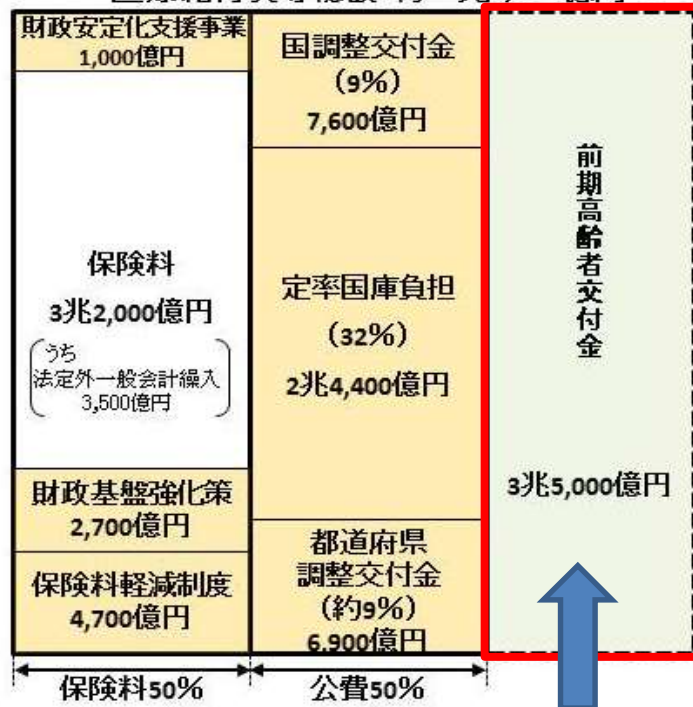 財政安定化支援事業
1,000億円
保険料
3兆2,000億円
うち
法定外一般会計繰入
3,500億円
財政基盤強化策
2,700億円
保険料軽減制度
4,700億円
国調整交付金
(9%)
7,600億円
定率国庫負担
(32%)
2兆4,400億円
都道府県
調整交付金
(約9%)
6,900億円
前期高齢者交付金
3兆5,000億円
保険料50%
公費50%